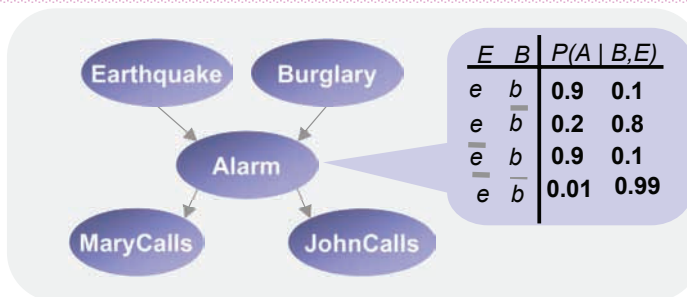 Earthquake Burglary
Alarm
MaryCalls JohnCalls
E B P(A | B,E)
e b 0.9 0.1
e b̅ 0.2 0.8
e̅ b 0.9 0.1
e̅ b̅ 0.01 0.99